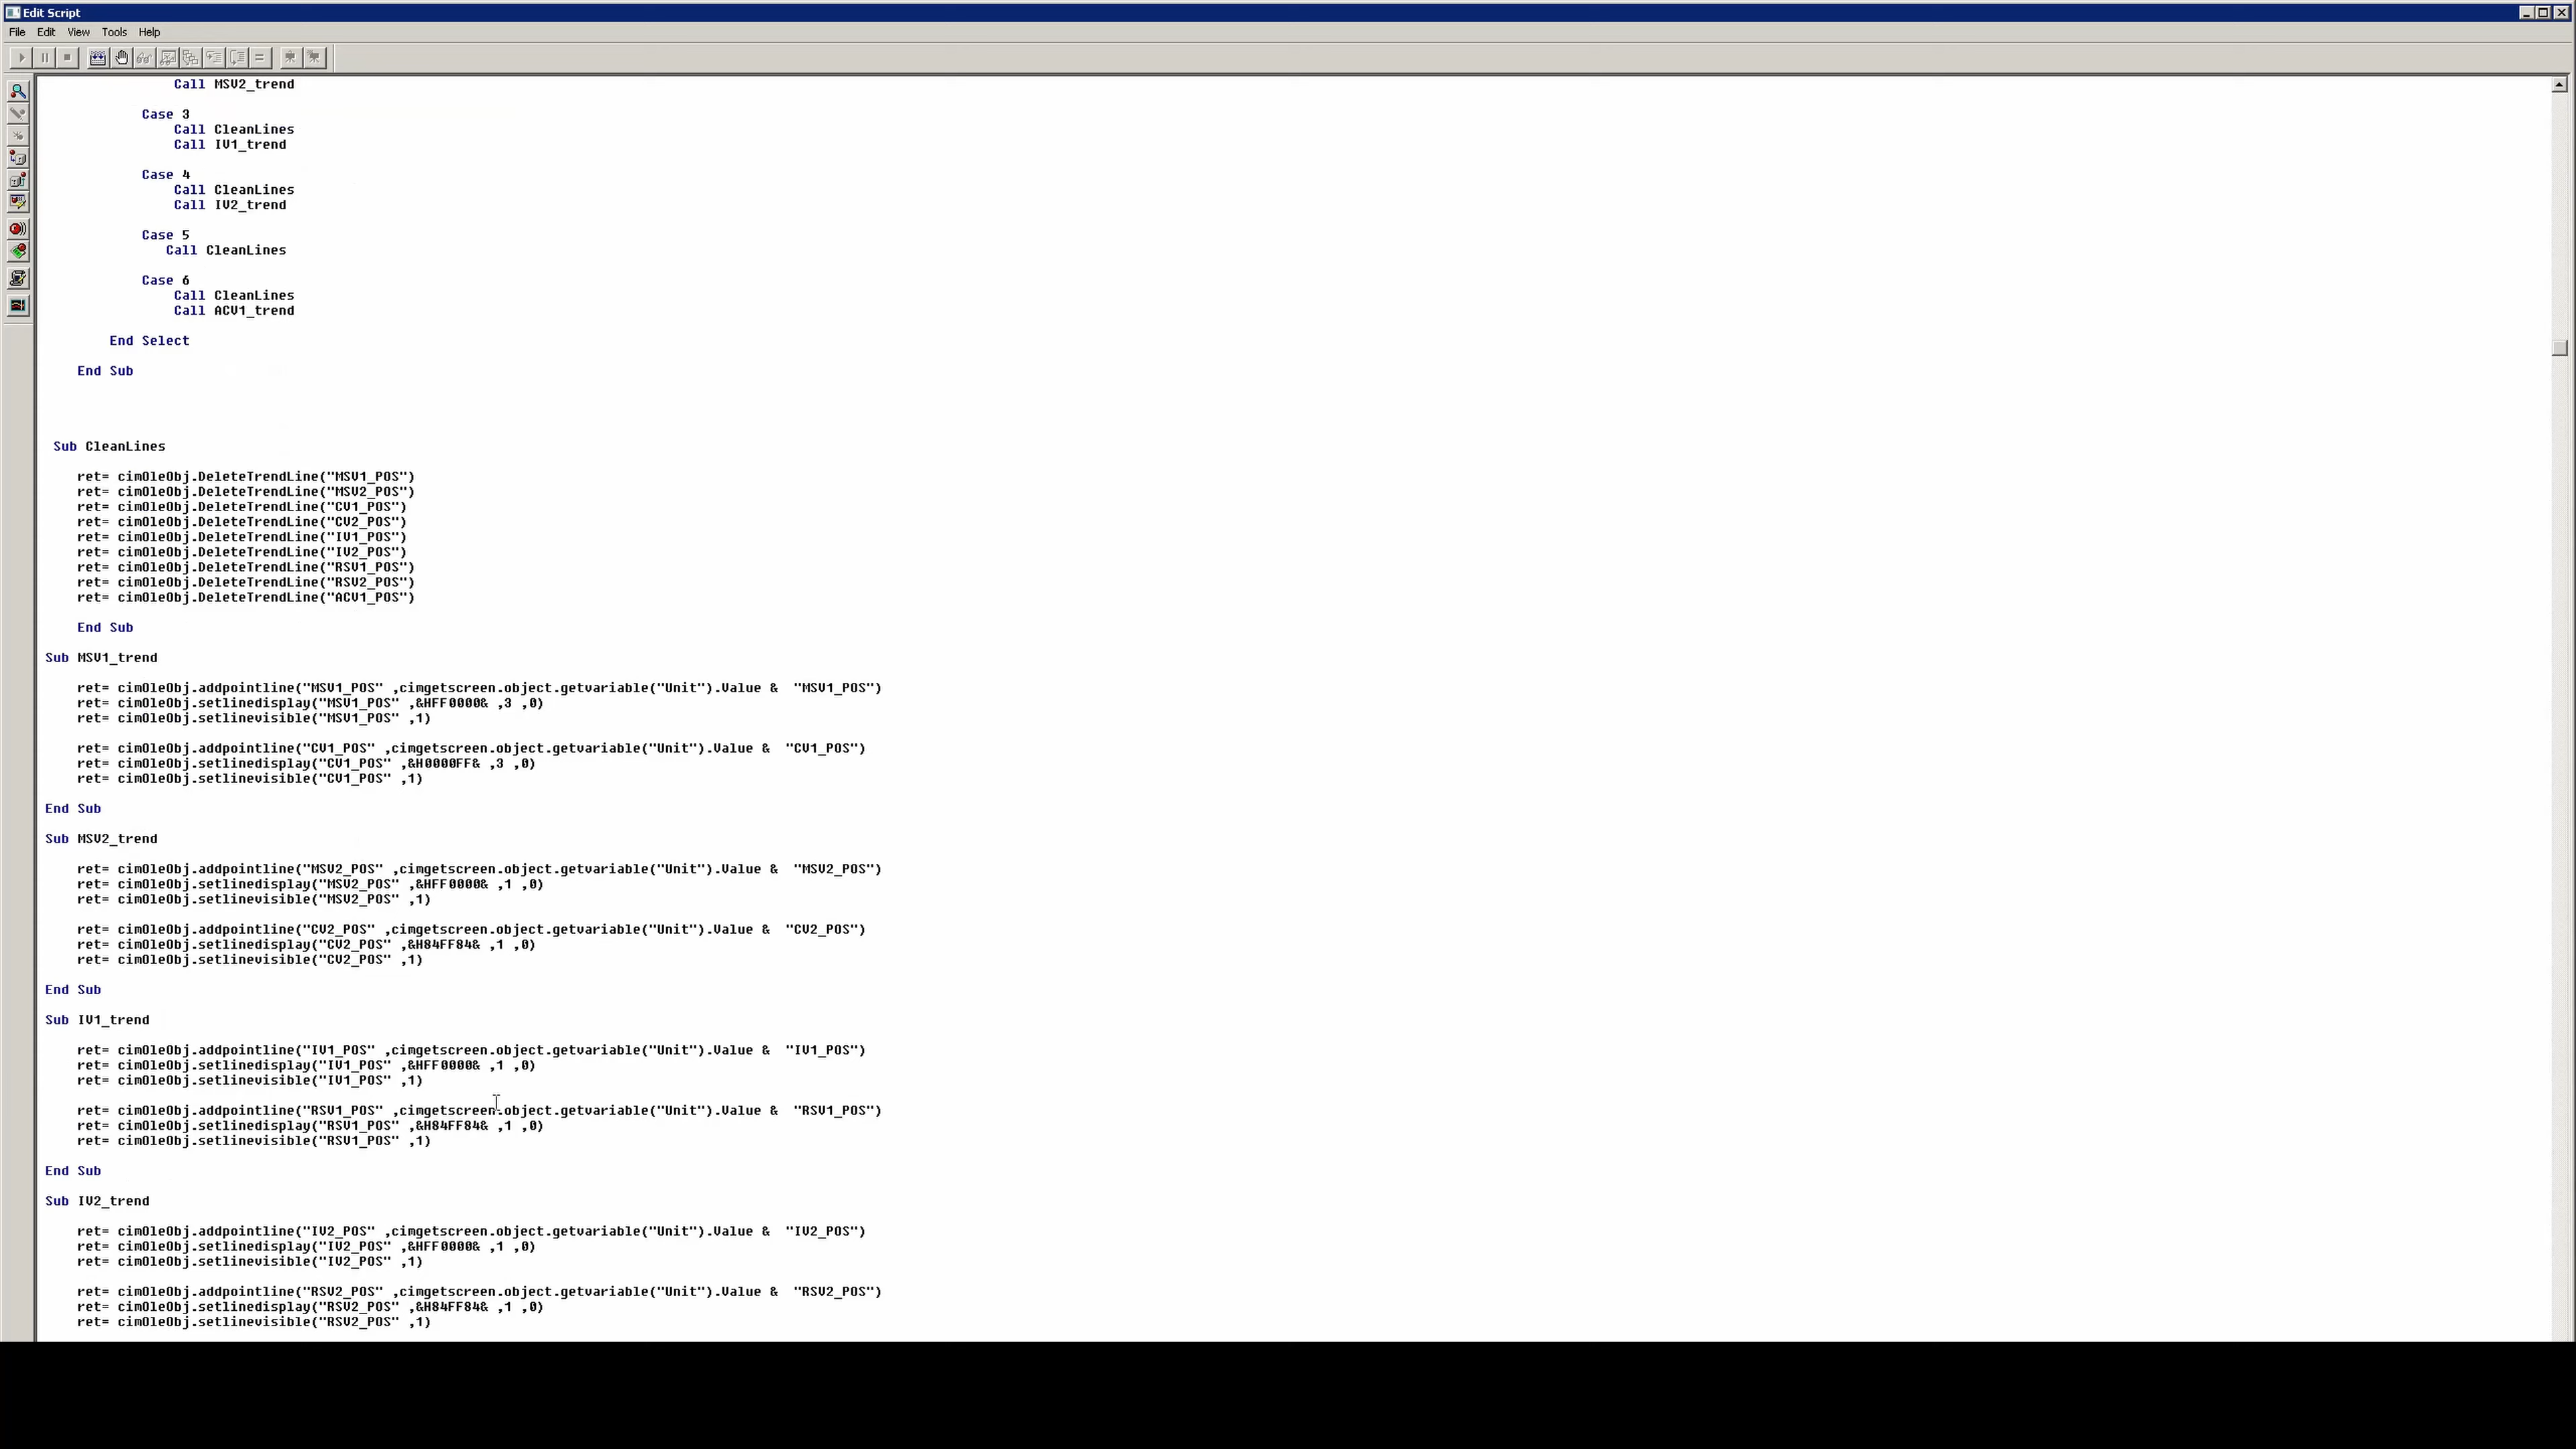 Edit Script
File Edit View Tools Help
Call MSV2_trend
Case 3
Call CleanLines
Call IV1_trend
Case 4
Call CleanLines
Call IV2_trend
Case 5
Call CleanLines
Case 6
Call CleanLines
Call ACV1_trend
End Select
End Sub
Sub CleanLines
ret= cimOleObj.DeleteTrendLine("MSV1_POS")
ret= cimOleObj.DeleteTrendLine("MSV2_POS")
ret= cimOleObj.DeleteTrendLine("CV1_POS")
ret= cimOleObj.DeleteTrendLine("CV2_POS")
ret= cimOleObj.DeleteTrendLine("IV1_POS")
ret= cimOleObj.DeleteTrendLine("IV2_POS")
ret= cimOleObj.DeleteTrendLine("RSV1_POS")
ret= cimOleObj.DeleteTrendLine("RSV2_POS")
ret= cimOleObj.DeleteTrendLine("ACV1_POS")
End Sub
Sub MSV1_trend
ret= cimOleObj.addpointline("MSV1_POS" ,cimgetscreen.object.getvariable("Unit").Value &  "MSV1_POS")
ret= cimOleObj.setlinedisplay("MSV1_POS" ,&HFF0000& ,3 ,0)
ret= cimOleObj.setlinevisible("MSV1_POS" ,1)
ret= cimOleObj.addpointline("CV1_POS" ,cimgetscreen.object.getvariable("Unit").Value &  "CV1_POS")
ret= cimOleObj.setlinedisplay("CV1_POS" ,&H0000FF& ,3 ,0)
ret= cimOleObj.setlinevisible("CV1_POS" ,1)
End Sub
Sub MSV2_trend
ret= cimOleObj.addpointline("MSV2_POS" ,cimgetscreen.object.getvariable("Unit").Value &  "MSV2_POS")
ret= cimOleObj.setlinedisplay("MSV2_POS" ,&HFF0000& ,1 ,0)
ret= cimOleObj.setlinevisible("MSV2_POS" ,1)
ret= cimOleObj.addpointline("CV2_POS" ,cimgetscreen.object.getvariable("Unit").Value &  "CV2_POS")
ret= cimOleObj.setlinedisplay("CV2_POS" ,&H84FF84& ,1 ,0)
ret= cimOleObj.setlinevisible("CV2_POS" ,1)
End Sub
Sub IV1_trend
ret= cimOleObj.addpointline("IV1_POS" ,cimgetscreen.object.getvariable("Unit").Value &  "IV1_POS")
ret= cimOleObj.setlinedisplay("IV1_POS" ,&HFF0000& ,1 ,0)
ret= cimOleObj.setlinevisible("IV1_POS" ,1)
ret= cimOleObj.addpointline("RSV1_POS" ,cimgetscreen.object.getvariable("Unit").Value &  "RSV1_POS")
ret= cimOleObj.setlinedisplay("RSV1_POS" ,&H84FF84& ,1 ,0)
ret= cimOleObj.setlinevisible("RSV1_POS" ,1)
End Sub
Sub IV2_trend
ret= cimOleObj.addpointline("IV2_POS" ,cimgetscreen.object.getvariable("Unit").Value &  "IV2_POS")
ret= cimOleObj.setlinedisplay("IV2_POS" ,&HFF0000& ,1 ,0)
ret= cimOleObj.setlinevisible("IV2_POS" ,1)
ret= cimOleObj.addpointline("RSV2_POS" ,cimgetscreen.object.getvariable("Unit").Value &  "RSV2_POS")
ret= cimOleObj.setlinedisplay("RSV2_POS" ,&H84FF84& ,1 ,0)
ret= cimOleObj.setlinevisible("RSV2_POS" ,1)